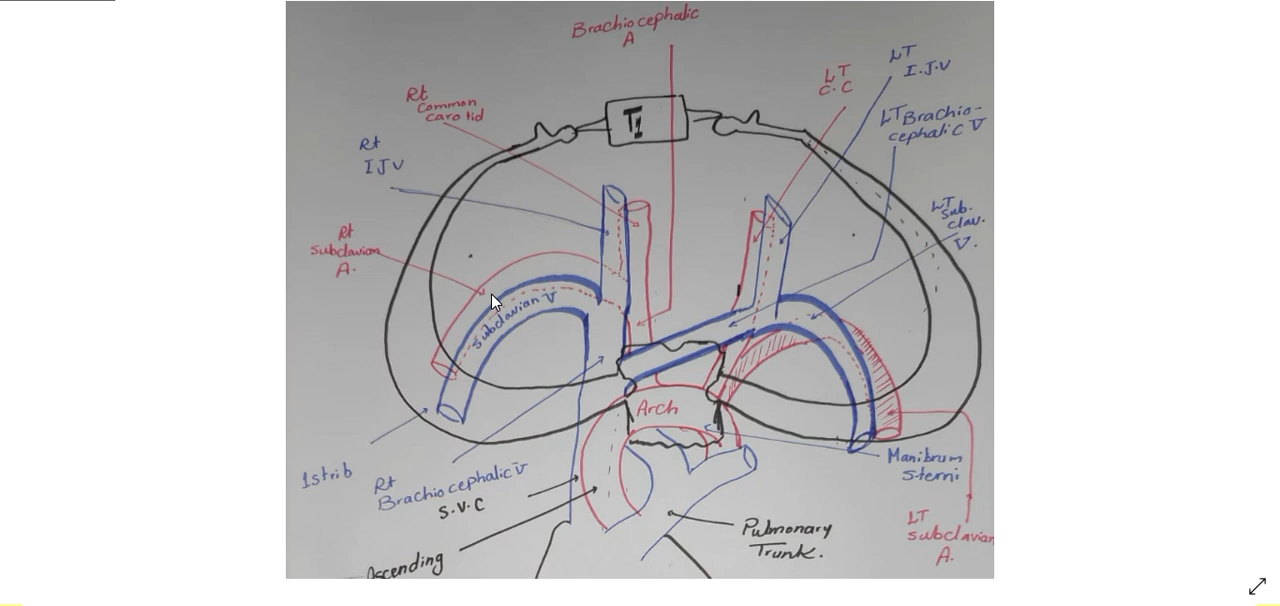 Brachiocephalic
A
LT
I.J.V
LT
C.C
Rt
Common
carotid
LT Brachio-
cephalic V
T1
Rt
IJV
LT
Sub.
clav.
V.
Rt
subclavian
A.
subclavian V
Arch
Manibrum
sterni
1st rib
Rt
Brachiocephalic V
S.V.C
LT
subclavian
A.
Pulmonary
Trunk.
Ascending